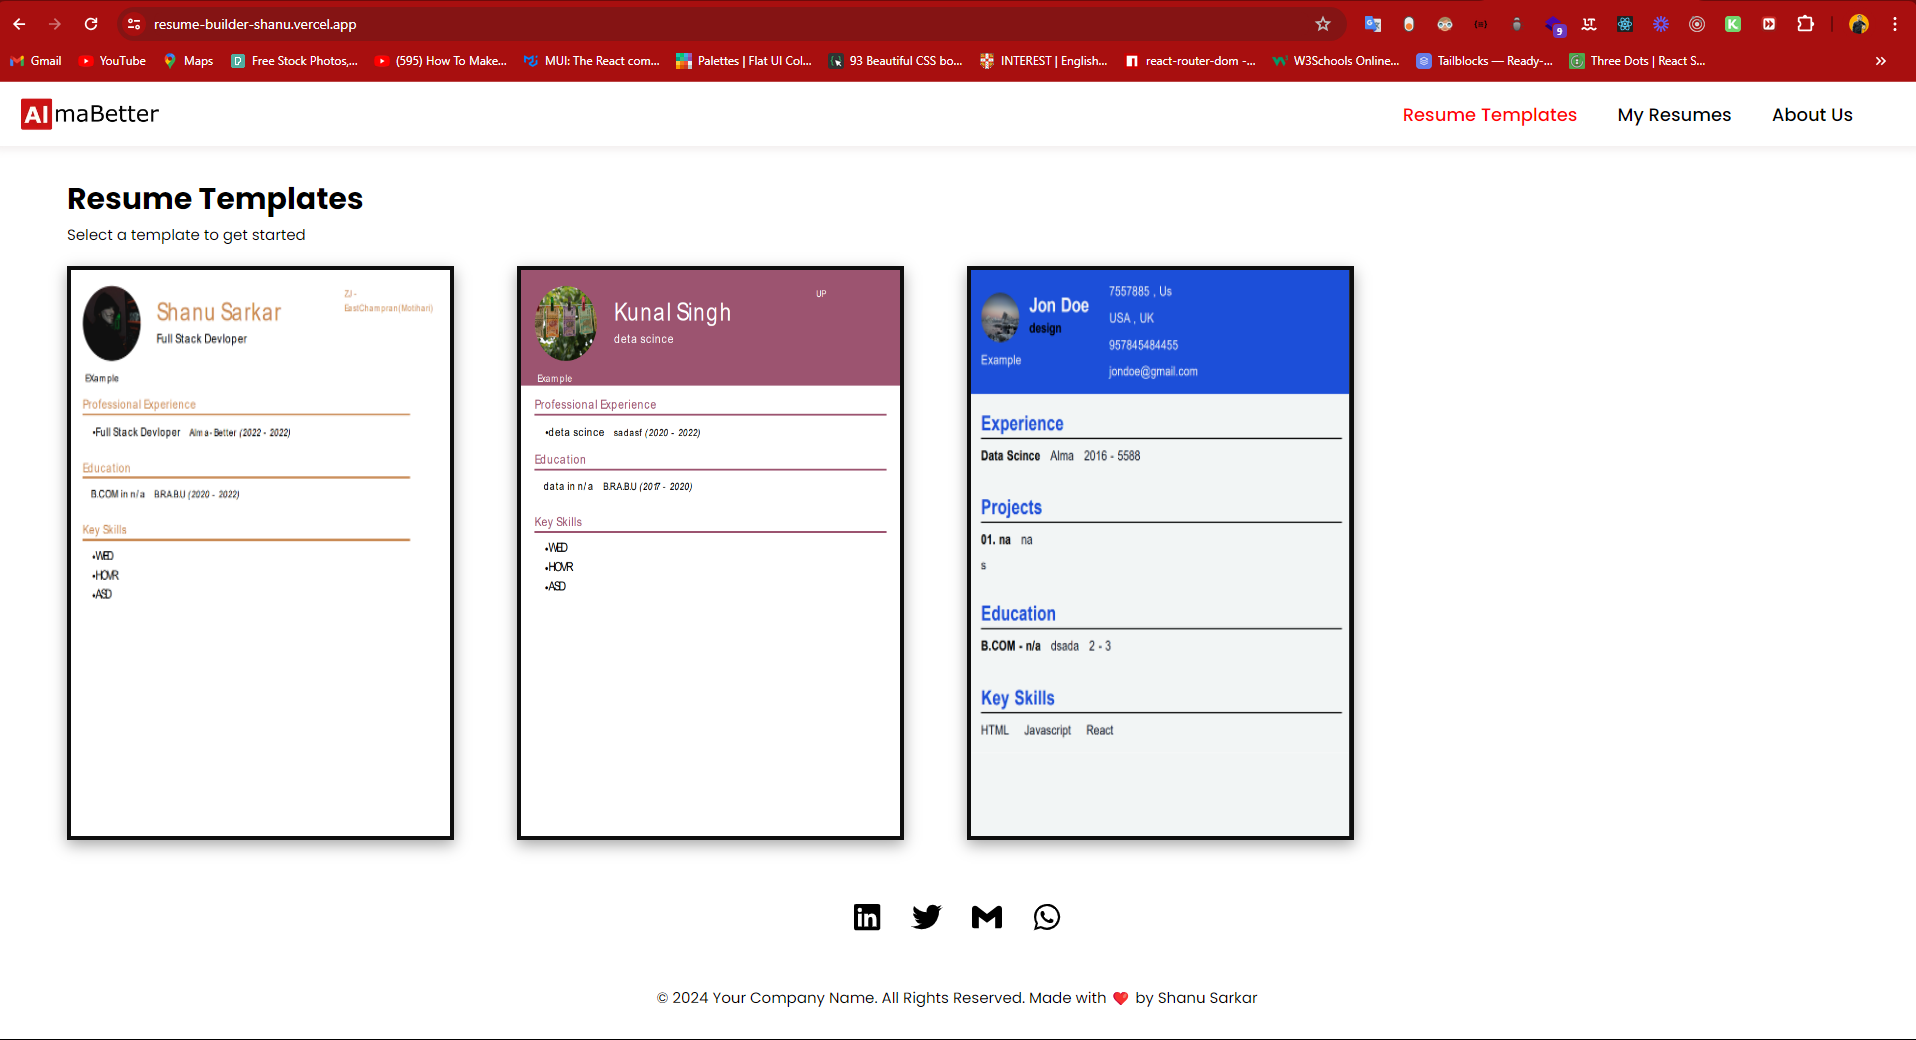 resume-builder-shanu.vercel.app
9
Gmail
YouTube
Maps
Free Stock Photos,...
(595) How To Make...
MUI: The React com...
Palettes | Flat UI Col...
93 Beautiful CSS bo...
INTEREST | English...
react-router-dom -...
W3Schools Online...
Tailblocks — Ready-...
Three Dots | React S...
AlmaBetter
Resume Templates
My Resumes
About Us
Resume Templates
Select a template to get started
Shanu Sarkar
Full Stack Devloper
ZJ -
EastChampran(Motihari)
EXample
Professional Experience
•Full Stack Devloper Alma-Better (2022 - 2022)
Education
B.COM in n/a B.R.A.B.U (2020 - 2022)
Key Skills
•WED
•HOVR
•ASD
Kunal Singh
deta scince
UP
Example
Professional Experience
•deta scince sadasf (2020 - 2022)
Education
data in n/a B.R.A.B.U (2017 - 2020)
Key Skills
•WED
•HOVR
•ASD
Jon Doe
design
Example
7557885 , Us
USA , UK
957845484455
jondoe@gmail.com
Experience
Data Scince Alma 2016 - 5588
Projects
01. na na
s
Education
B.COM - n/a dsada 2 - 3
Key Skills
HTML Javascript React
© 2024 Your Company Name. All Rights Reserved. Made with ❤️ by Shanu Sarkar